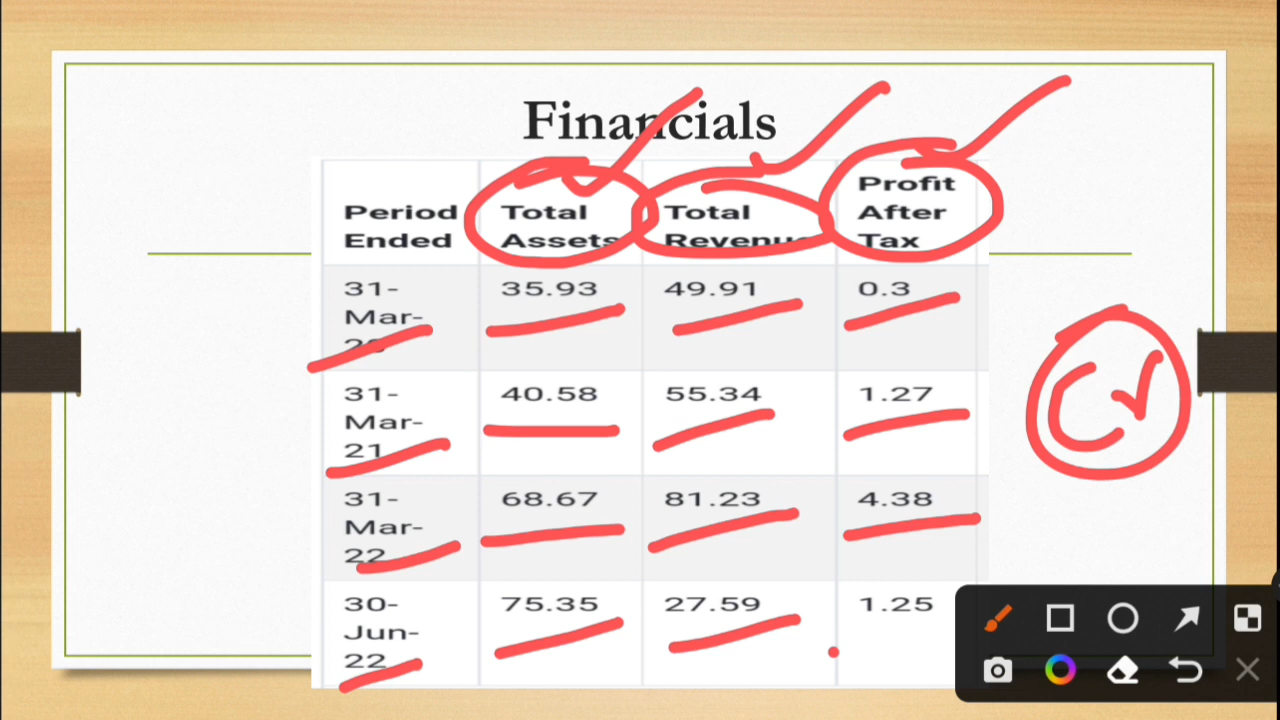 Financials
Period Ended Total Assets Total Revenue Profit After Tax
31-Mar-20 35.93 49.91 0.3
31-Mar-21 40.58 55.34 1.27
31-Mar-22 68.67 81.23 4.38
30-Jun-22 75.35 27.59 1.25
Cr